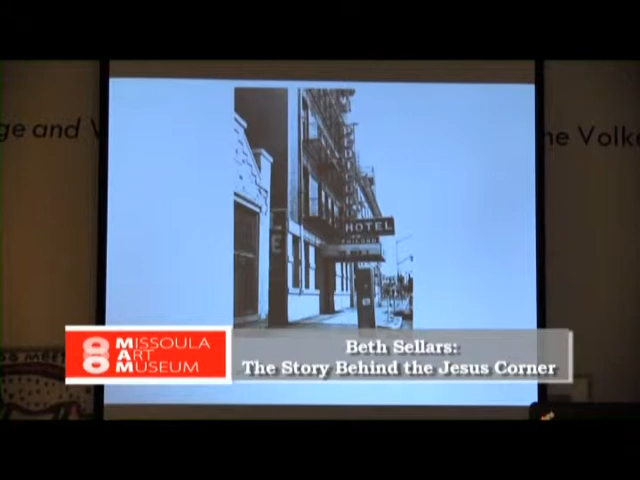 ge and V
he Volke
HOTEL
MISSOULA
ART
MUSEUM
Beth Sellars:
The Story Behind the Jesus Corner